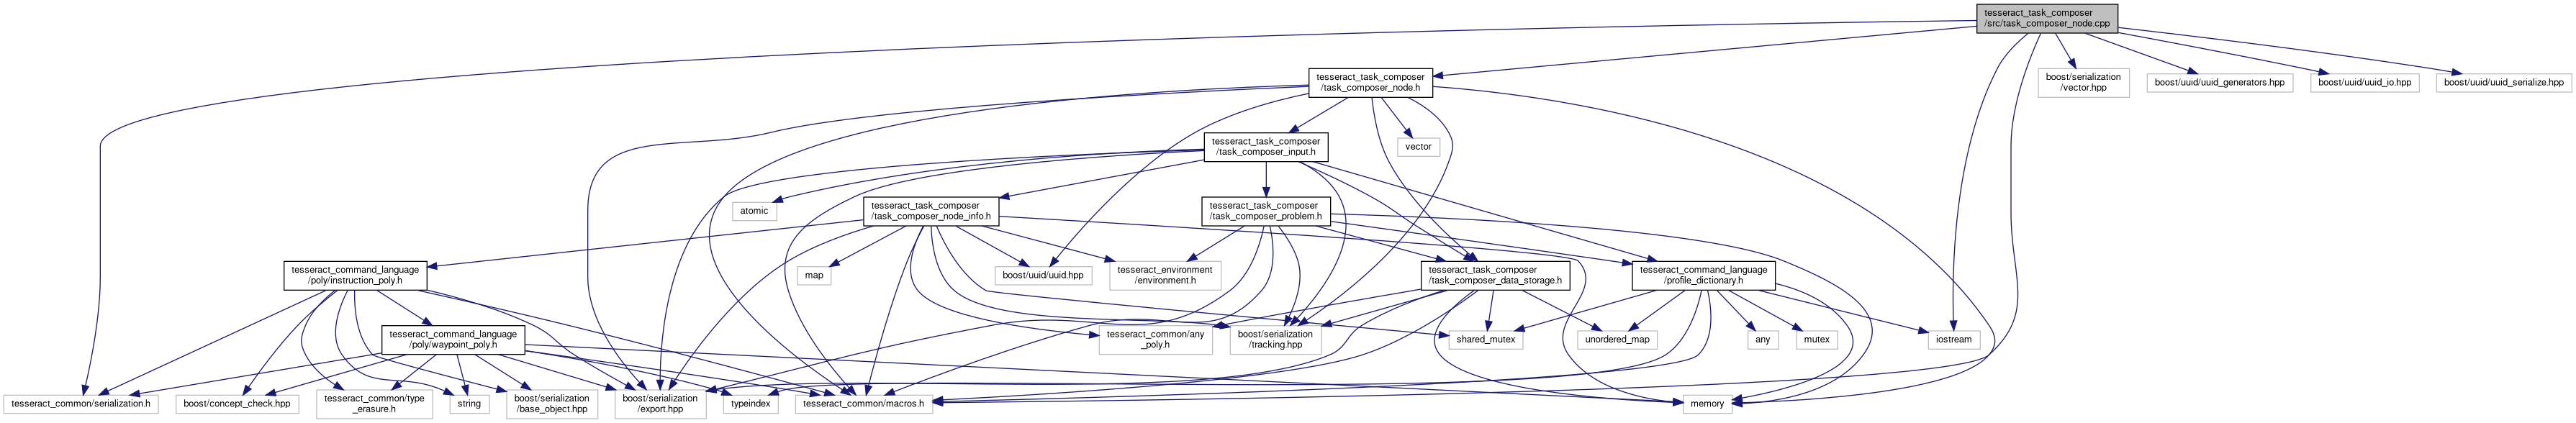 tesseract_task_composer
/src/task_composer_node.cpp
tesseract_task_composer
/task_composer_node.h
boost/serialization
/vector.hpp
boost/uuid/uuid_generators.hpp
boost/uuid/uuid_io.hpp
boost/uuid/uuid_serialize.hpp
tesseract_task_composer
/task_composer_input.h
vector
atomic
tesseract_task_composer
/task_composer_node_info.h
tesseract_task_composer
/task_composer_problem.h
tesseract_command_language
/poly/instruction_poly.h
map
boost/uuid/uuid.hpp
tesseract_environment
/environment.h
tesseract_task_composer
/task_composer_data_storage.h
tesseract_command_language
/profile_dictionary.h
tesseract_command_language
/poly/waypoint_poly.h
tesseract_common/any
_poly.h
boost/serialization
/tracking.hpp
shared_mutex
unordered_map
any
mutex
iostream
tesseract_common/serialization.h
boost/concept_check.hpp
tesseract_common/type
_erasure.h
string
boost/serialization
/base_object.hpp
boost/serialization
/export.hpp
typeindex
tesseract_common/macros.h
memory